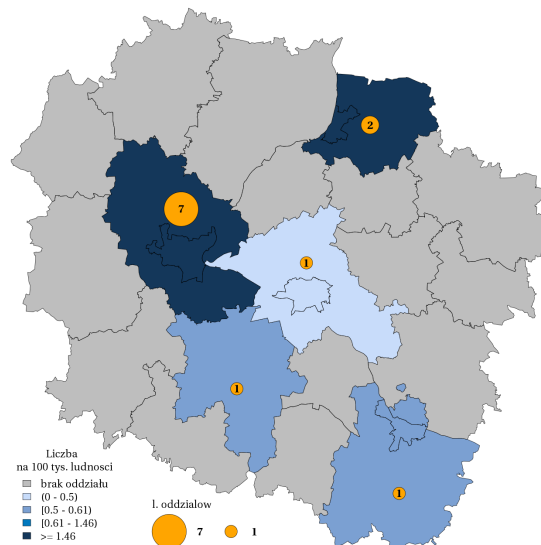 2
7
1
1
1
Liczba
na 100 tys. ludnosci
brak oddziału
(0 - 0.5)
[0.5 - 0.61)
[0.61 - 1.46)
>= 1.46
l. oddzialow
7 1